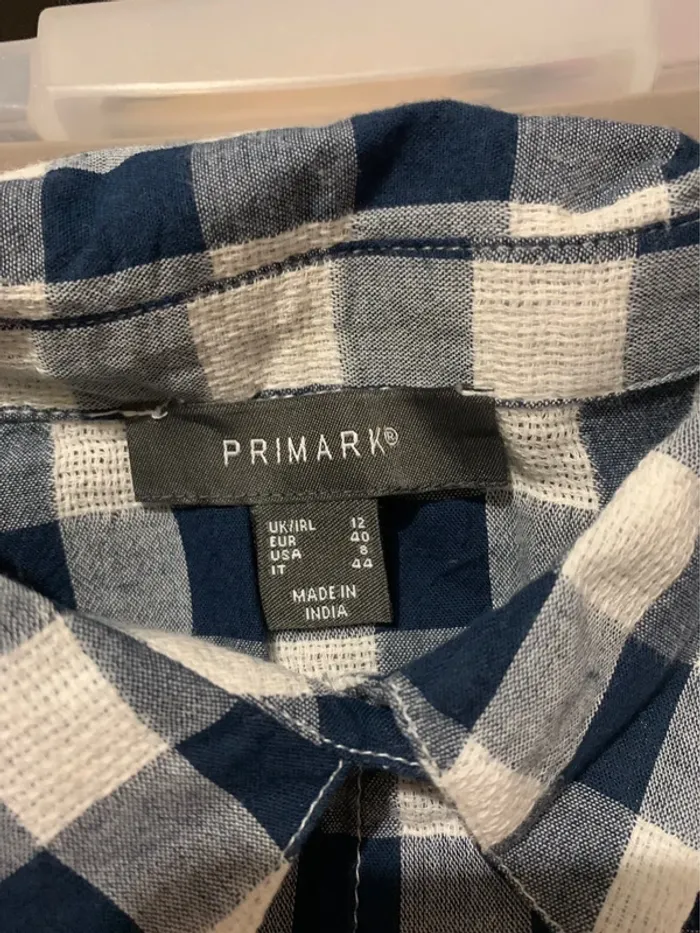 PRIMARK®
UK/IRL 12
EUR 40
USA 8
IT 44
MADE IN
INDIA